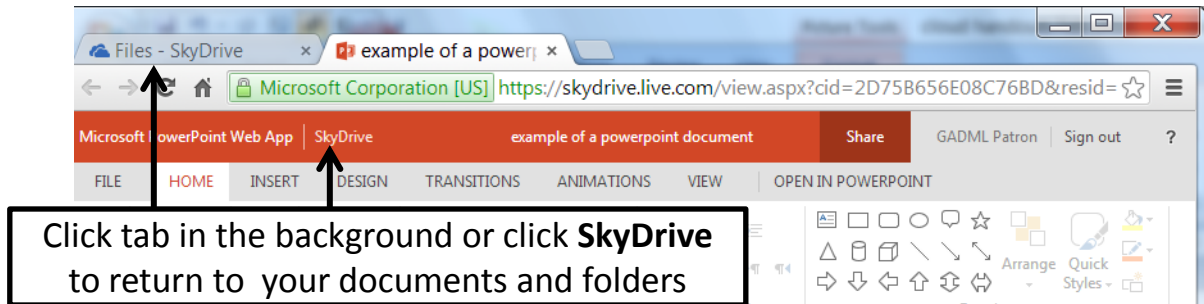 Files - SkyDrive
example of a powerp
Microsoft Corporation [US] https://skydrive.live.com/view.aspx?cid=2D75B656E08C76BD&resid=
Microsoft PowerPoint Web App SkyDrive example of a powerpoint document Share GADML Patron Sign out ?
FILE HOME INSERT DESIGN TRANSITIONS ANIMATIONS VIEW OPEN IN POWERPOINT
Click tab in the background or click SkyDrive
to return to your documents and folders
Arrange Quick
Styles